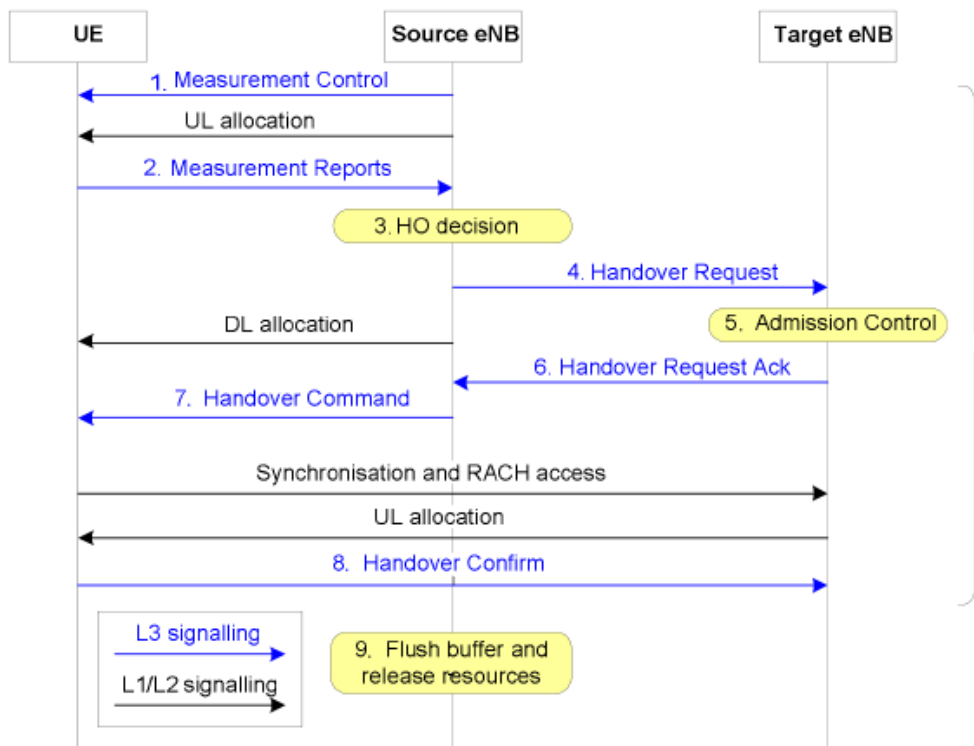 UE
Source eNB
Target eNB
1. Measurement Control
UL allocation
2. Measurement Reports
3. HO decision
4. Handover Request
DL allocation
5. Admission Control
6. Handover Request Ack
7. Handover Command
Synchronisation and RACH access
UL allocation
8. Handover Confirm
L3 signalling
L1/L2 signalling
9. Flush buffer and
release resources